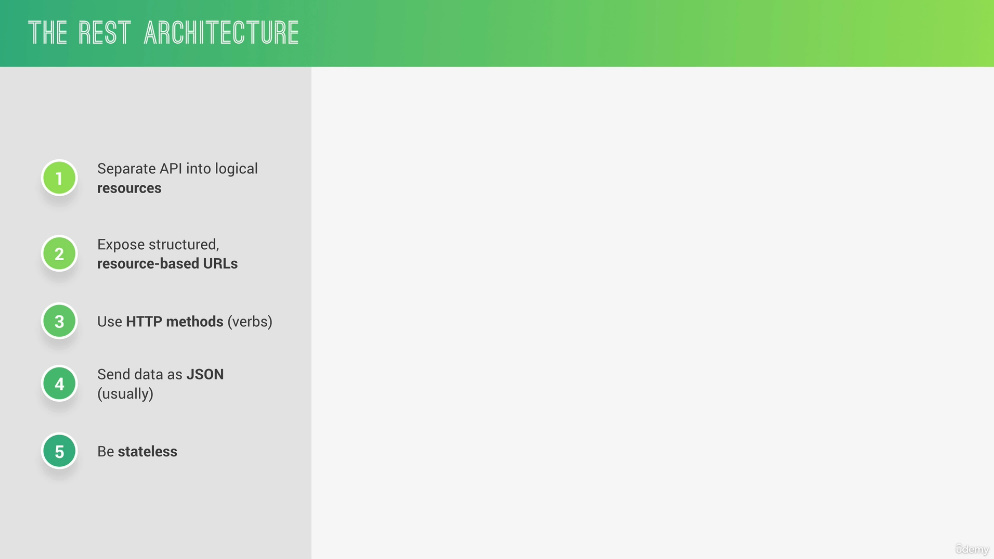 THE REST ARCHITECTURE
1
Separate API into logical
resources
2
Expose structured,
resource-based URLs
3
Use HTTP methods (verbs)
4
Send data as JSON
(usually)
5
Be stateless
ûdemy